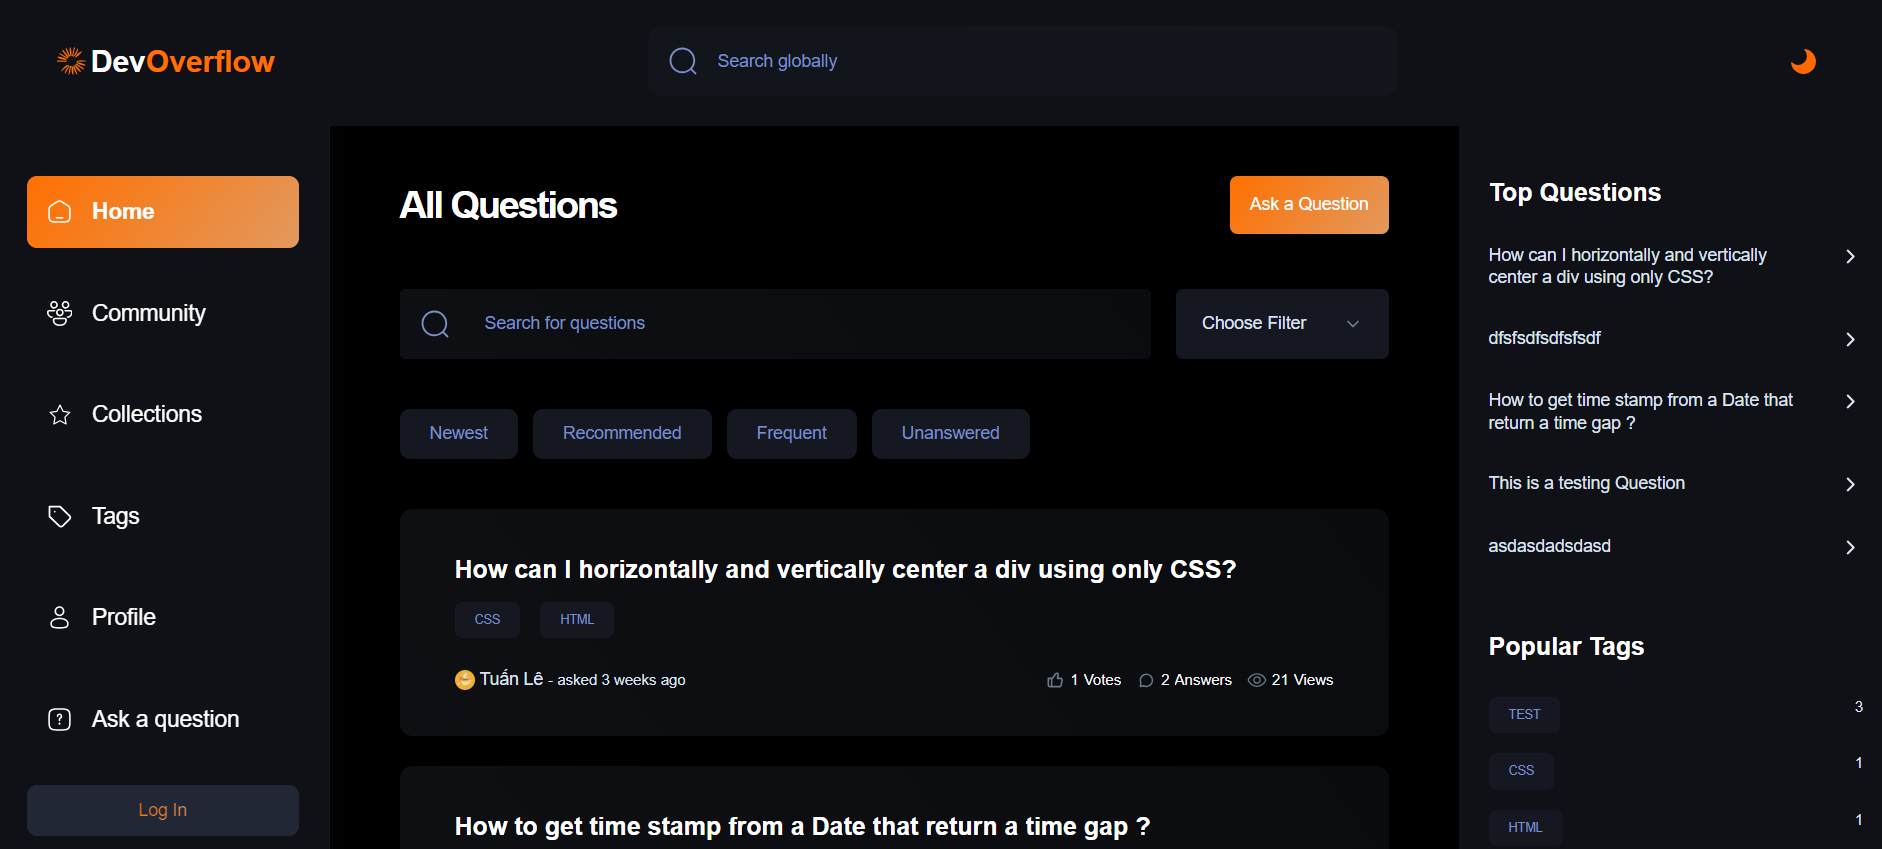 DevOverflow
Search globally
Home
Community
Collections
Tags
Profile
Ask a question
Log In
All Questions
Ask a Question
Search for questions
Choose Filter
Newest
Recommended
Frequent
Unanswered
How can I horizontally and vertically center a div using only CSS?
CSS
HTML
Tuấn Lê - asked 3 weeks ago
1 Votes
2 Answers
21 Views
How to get time stamp from a Date that return a time gap ?
Top Questions
How can I horizontally and vertically
center a div using only CSS?
dfsfsdfsdfsfsdf
How to get time stamp from a Date that
return a time gap ?
This is a testing Question
asdasdadsdasd
Popular Tags
TEST 3
CSS 1
HTML 1